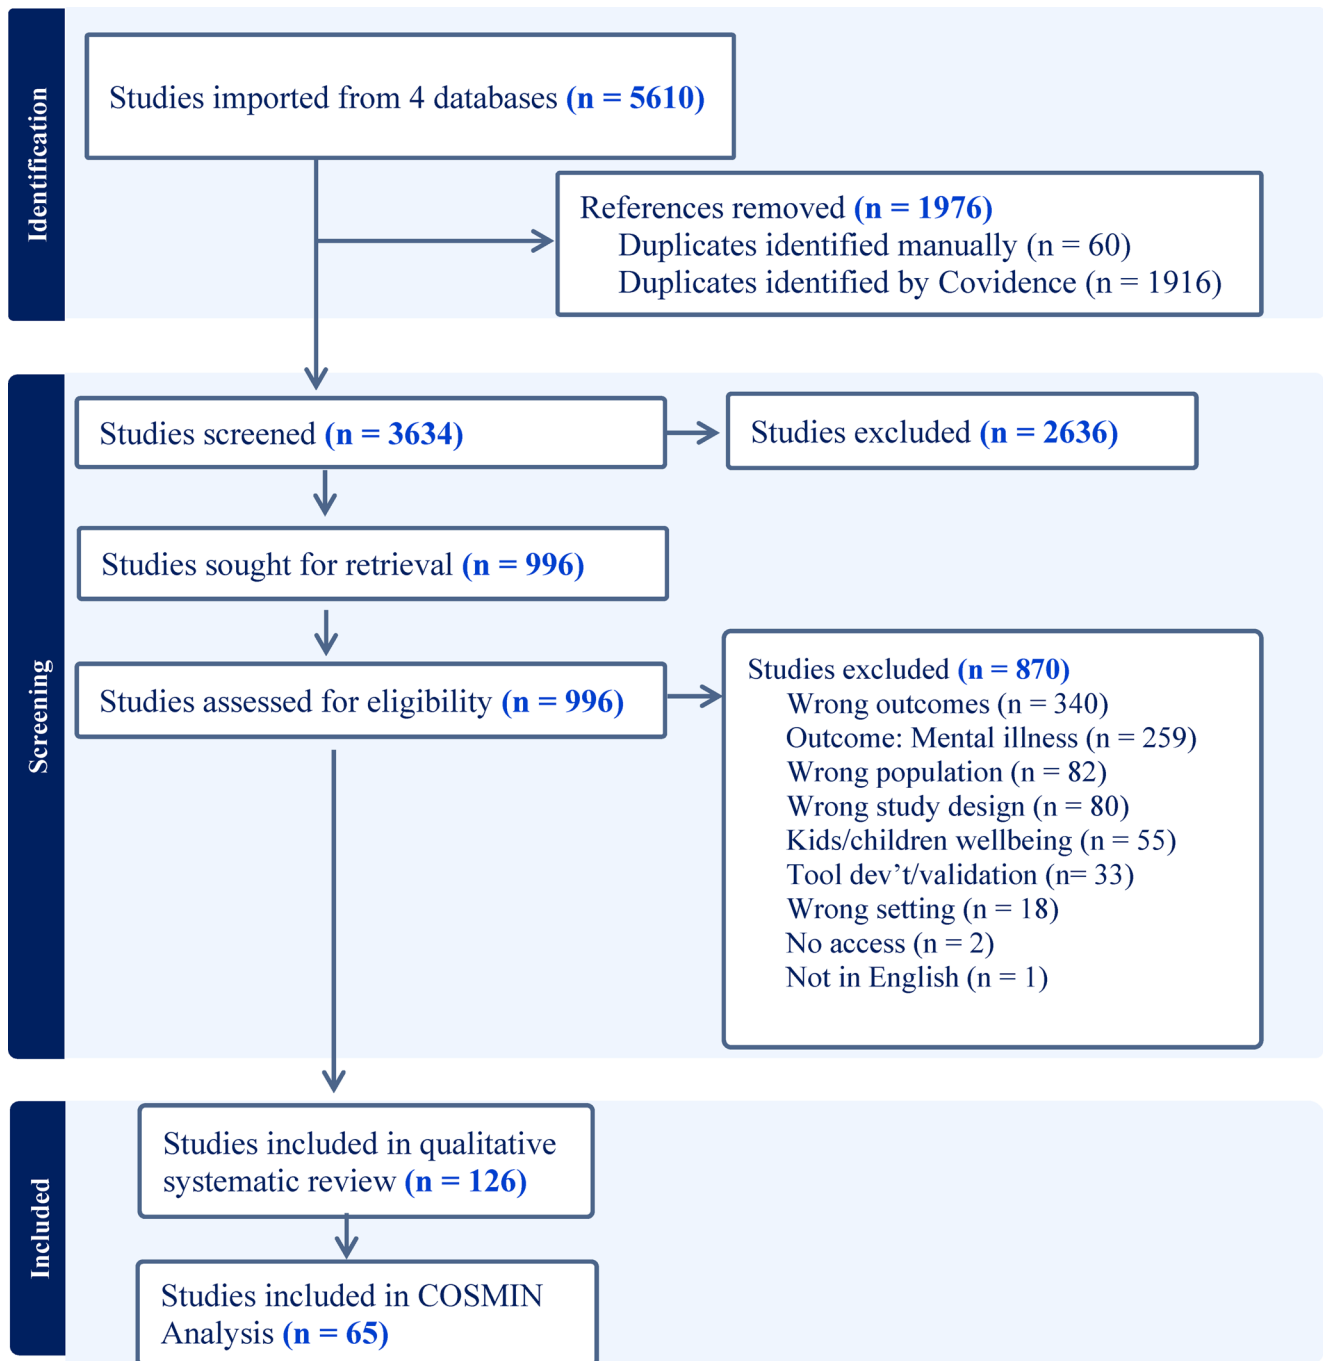 Identification
Studies imported from 4 databases (n = 5610)
References removed (n = 1976)
Duplicates identified manually (n = 60)
Duplicates identified by Covidence (n = 1916)
Screening
Studies screened (n = 3634)
Studies excluded (n = 2636)
Studies sought for retrieval (n = 996)
Studies assessed for eligibility (n = 996)
Studies excluded (n = 870)
Wrong outcomes (n = 340)
Outcome: Mental illness (n = 259)
Wrong population (n = 82)
Wrong study design (n = 80)
Kids/children wellbeing (n = 55)
Tool dev’t/validation (n= 33)
Wrong setting (n = 18)
No access (n = 2)
Not in English (n = 1)
Included
Studies included in qualitative
systematic review (n = 126)
Studies included in COSMIN
Analysis (n = 65)